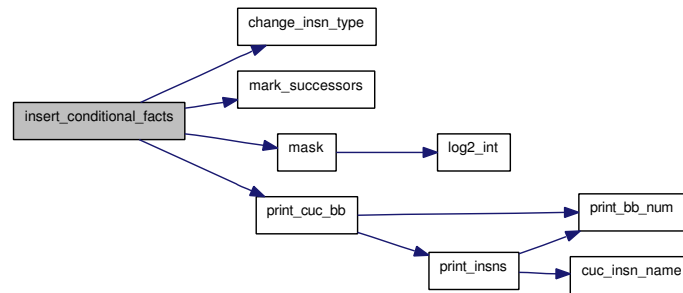 change_insn_type
mark_successors
insert_conditional_facts
mask
log2_int
print_cuc_bb
print_bb_num
print_insns
cuc_insn_name